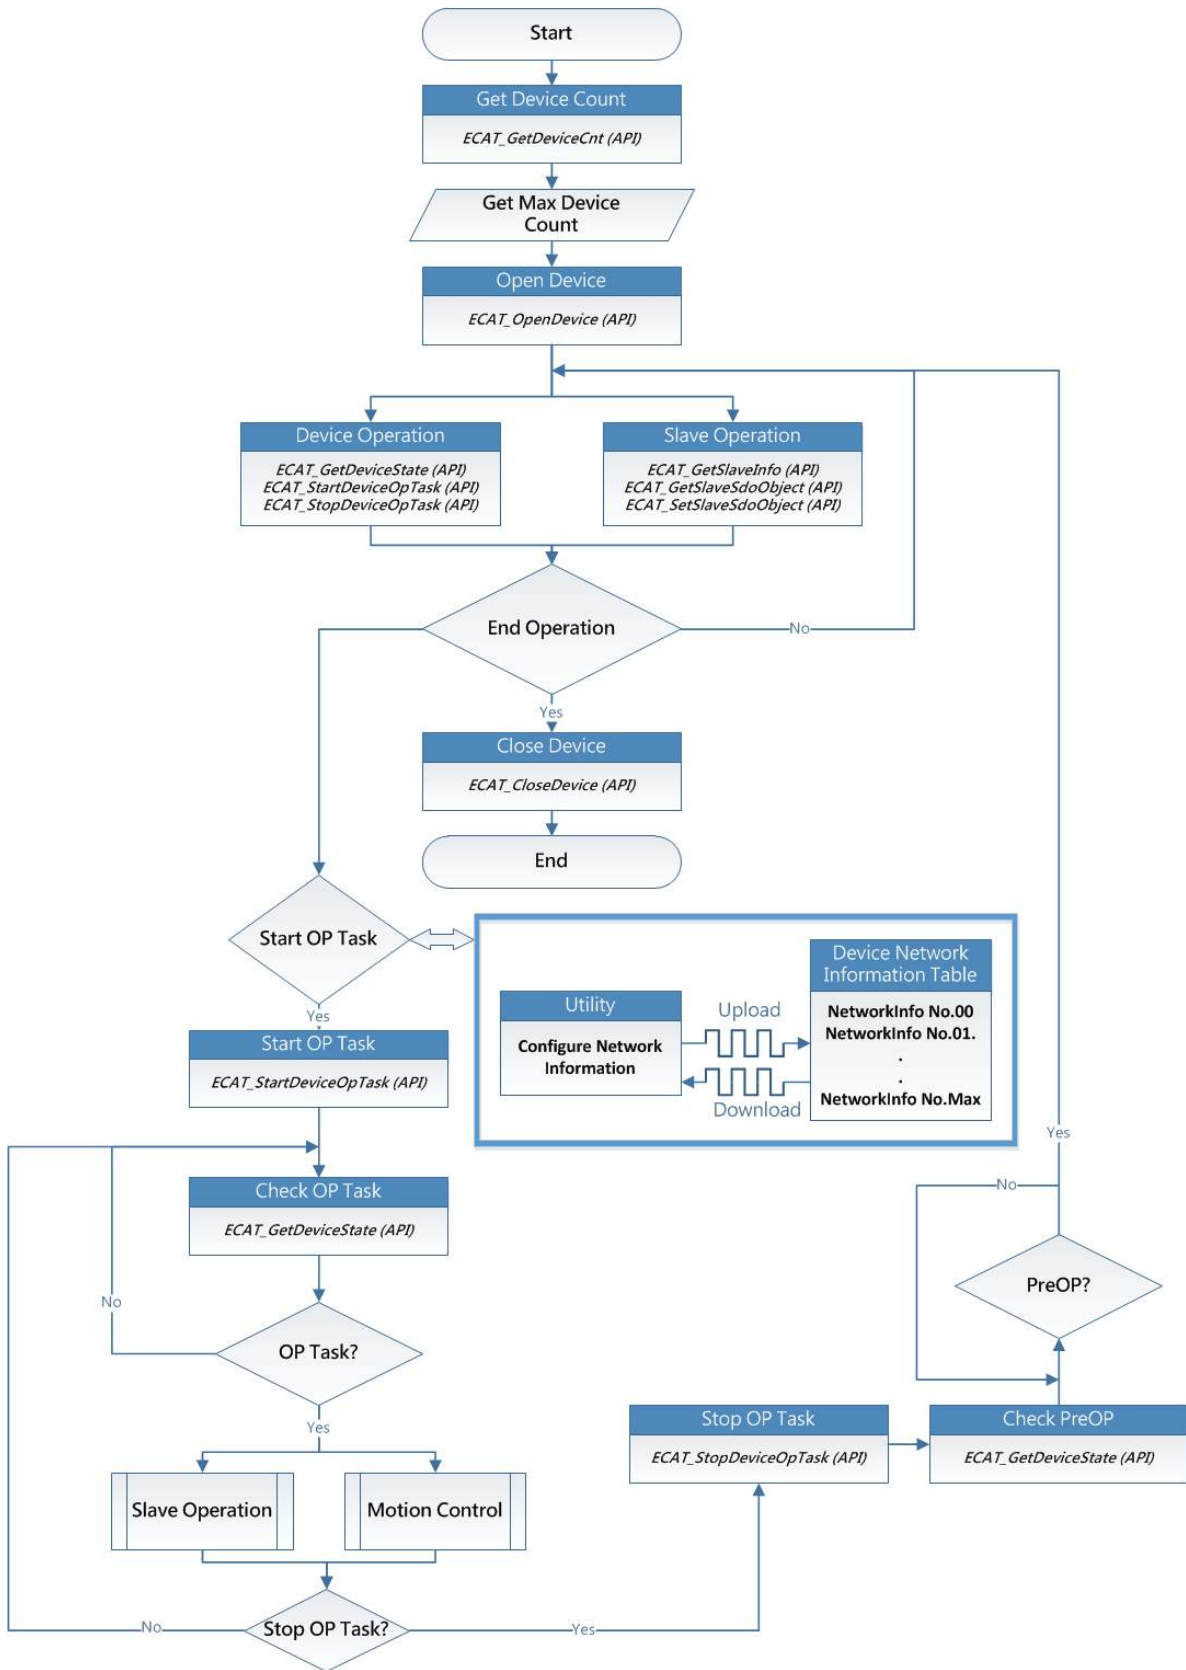 Start
Get Device Count
ECAT_GetDeviceCnt (API)
Get Max Device
Count
Open Device
ECAT_OpenDevice (API)
Device Operation
ECAT_GetDeviceState (API)
ECAT_StartDeviceOpTask (API)
ECAT_StopDeviceOpTask (API)
Slave Operation
ECAT_GetSlaveInfo (API)
ECAT_GetSlaveSdoObject (API)
ECAT_SetSlaveSdoObject (API)
End Operation
No
Yes
Close Device
ECAT_CloseDevice (API)
End
Start OP Task
Utility
Configure Network
Information
Upload
Download
Device Network
Information Table
NetworkInfo No.00
NetworkInfo No.01.
.
.
NetworkInfo No.Max
Yes
Start OP Task
ECAT_StartDeviceOpTask (API)
Check OP Task
ECAT_GetDeviceState (API)
No
OP Task?
Yes
Slave Operation
Motion Control
No
Stop OP Task?
Yes
Stop OP Task
ECAT_StopDeviceOpTask (API)
Check PreOP
ECAT_GetDeviceState (API)
PreOP?
No
Yes